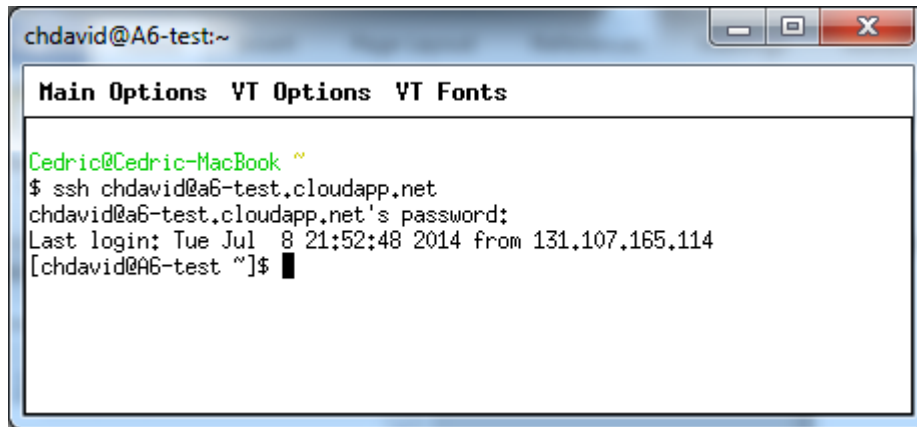 chdavid@A6-test:~
Main Options VT Options VT Fonts
Cedric@Cedric-MacBook ~
$ ssh chdavid@a6-test.cloudapp.net
chdavid@a6-test.cloudapp.net's password:
Last login: Tue Jul  8 21:52:48 2014 from 131.107.165.114
[chdavid@A6-test ~]$